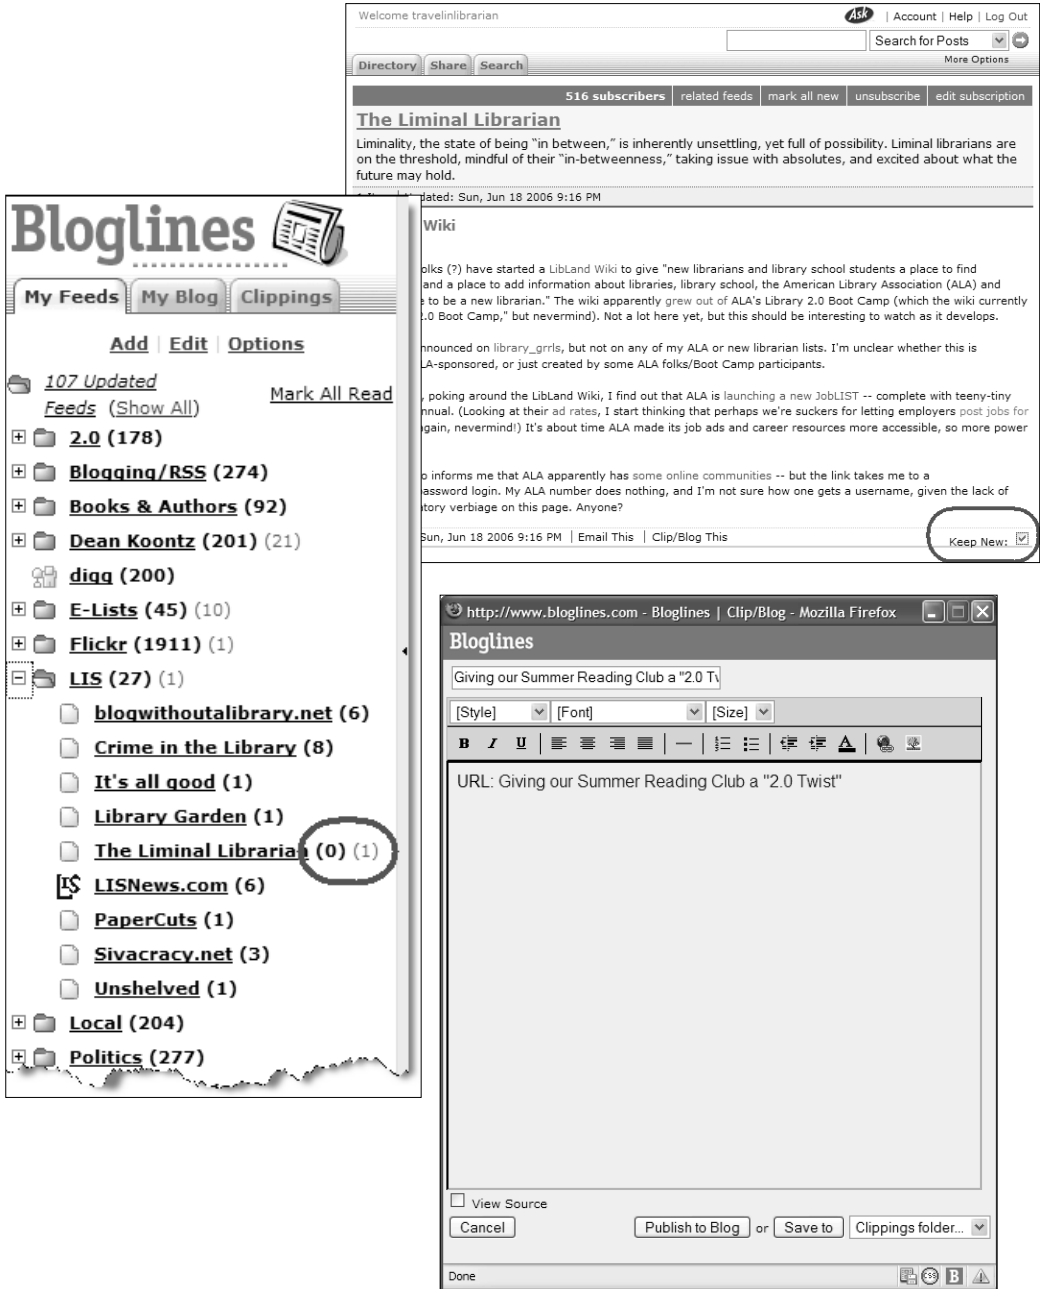 Welcome travelinlibrarian
Ask | Account | Help | Log Out
Search for Posts
More Options
Directory Share Search
516 subscribers | related feeds | mark all new | unsubscribe | edit subscription
The Liminal Librarian
Liminality, the state of being "in between," is inherently unsettling, yet full of possibility. Liminal librarians are
on the threshold, mindful of their "in-betweenness," taking issue with absolutes, and excited about what the
future may hold.
Updated: Sun, Jun 18 2006 9:16 PM
Wiki
olks (?) have started a LibLand Wiki to give "new librarians and library school students a place to find
and a place to add information about libraries, library school, the American Library Association (ALA) and
to be a new librarian." The wiki apparently grew out of ALA's Library 2.0 Boot Camp (which the wiki currently
2.0 Boot Camp," but nevermind). Not a lot here yet, but this should be interesting to watch as it develops.
nnounced on library_grrls, but not on any of my ALA or new librarian lists. I'm unclear whether this is
LA-sponsored, or just created by some ALA folks/Boot Camp participants.
, poking around the LibLand Wiki, I find out that ALA is launching a new JobLIST -- complete with teeny-tiny
nnual. (Looking at their ad rates, I start thinking that perhaps we're suckers for letting employers post jobs for
gain, nevermind!) It's about time ALA made its job ads and career resources more accessible, so more power
o informs me that ALA apparently has some online communities -- but the link takes me to a
assword login. My ALA number does nothing, and I'm not sure how one gets a username, given the lack of
tory verbiage on this page. Anyone?
Sun, Jun 18 2006 9:16 PM | Email This | Clip/Blog This
Keep New:
Bloglines
My Feeds My Blog Clippings
Add | Edit | Options
107 Updated
Feeds (Show All)
Mark All Read
2.0 (178)
Blogging/RSS (274)
Books & Authors (92)
Dean Koontz (201) (21)
digg (200)
E-Lists (45) (10)
Flickr (1911) (1)
LIS (27) (1)
blogwithoutalibrary.net (6)
Crime in the Library (8)
It's all good (1)
Library Garden (1)
The Liminal Librarian (0) (1)
LISNews.com (6)
PaperCuts (1)
Sivacracy.net (3)
Unshelved (1)
Local (204)
Politics (277)
http://www.bloglines.com - Bloglines | Clip/Blog - Mozilla Firefox
Bloglines
Giving our Summer Reading Club a "2.0 Tw
[Style] [Font] [Size]
B I U A
URL: Giving our Summer Reading Club a "2.0 Twist"
View Source
Cancel Publish to Blog or Save to Clippings folder...
Done